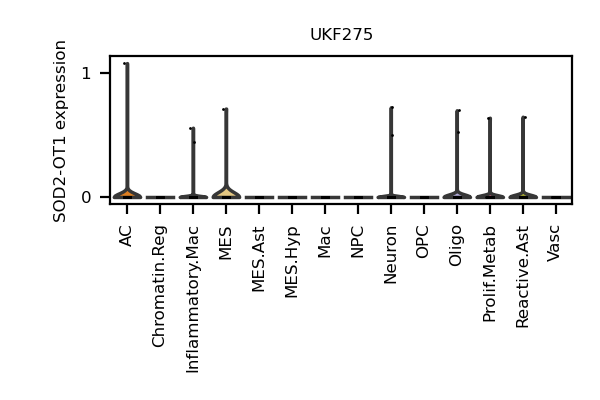 UKF275
SOD2-OT1 expression
1
0
AC
Chromatin.Reg
Inflammatory.Mac
MES
MES.Ast
MES.Hyp
Mac
NPC
Neuron
OPC
Oligo
Prolif.Metab
Reactive.Ast
Vasc